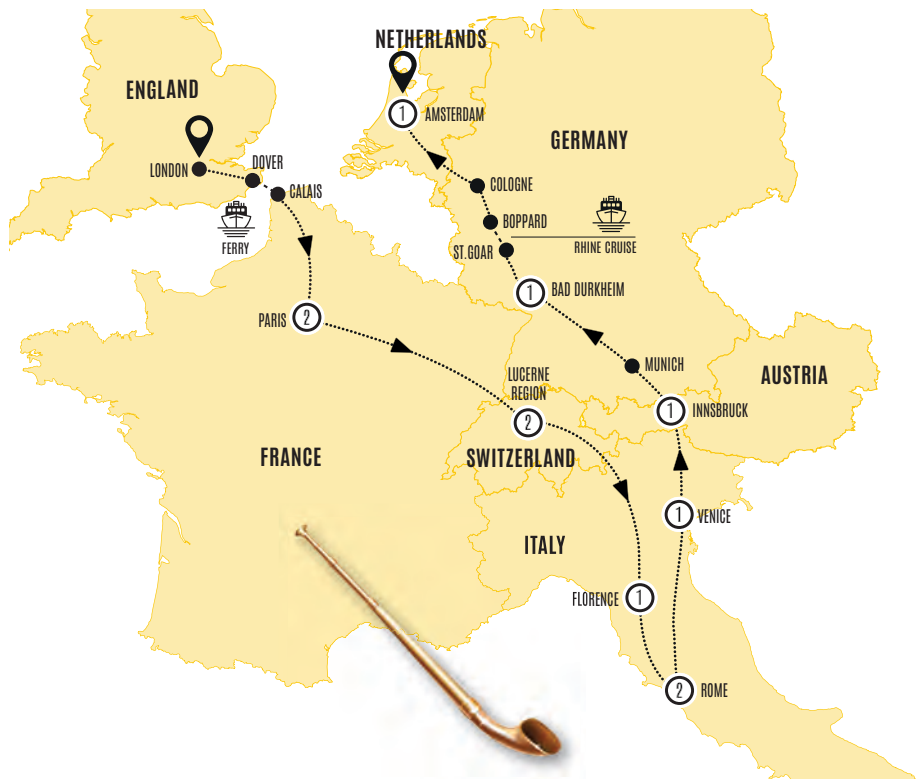 NETHERLANDS
ENGLAND
1
AMSTERDAM
GERMANY
LONDON
DOVER
CALAIS
COLOGNE
FERRY
BOPPARD
ST.GOAR
RHINE CRUISE
1
BAD DURKHEIM
PARIS
2
MUNICH
AUSTRIA
LUCERNE
REGION
2
1
INNSBRUCK
FRANCE
SWITZERLAND
1
VENICE
ITALY
FLORENCE
1
2
ROME